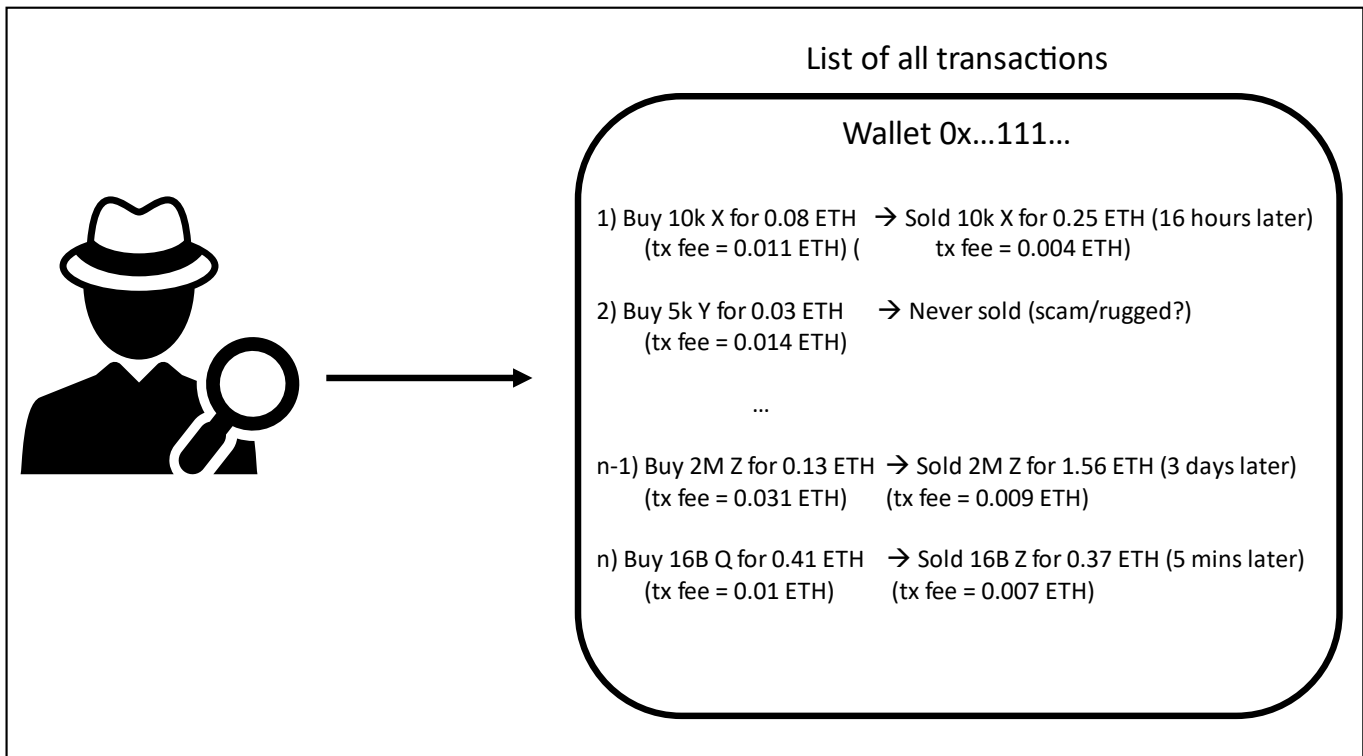 List of all transactions
Wallet 0x...111...
1) Buy 10k X for 0.08 ETH → Sold 10k X for 0.25 ETH (16 hours later)
(tx fee = 0.011 ETH) ( tx fee = 0.004 ETH)
2) Buy 5k Y for 0.03 ETH → Never sold (scam/rugged?)
(tx fee = 0.014 ETH)
...
n-1) Buy 2M Z for 0.13 ETH → Sold 2M Z for 1.56 ETH (3 days later)
(tx fee = 0.031 ETH) (tx fee = 0.009 ETH)
n) Buy 16B Q for 0.41 ETH → Sold 16B Z for 0.37 ETH (5 mins later)
(tx fee = 0.01 ETH) (tx fee = 0.007 ETH)